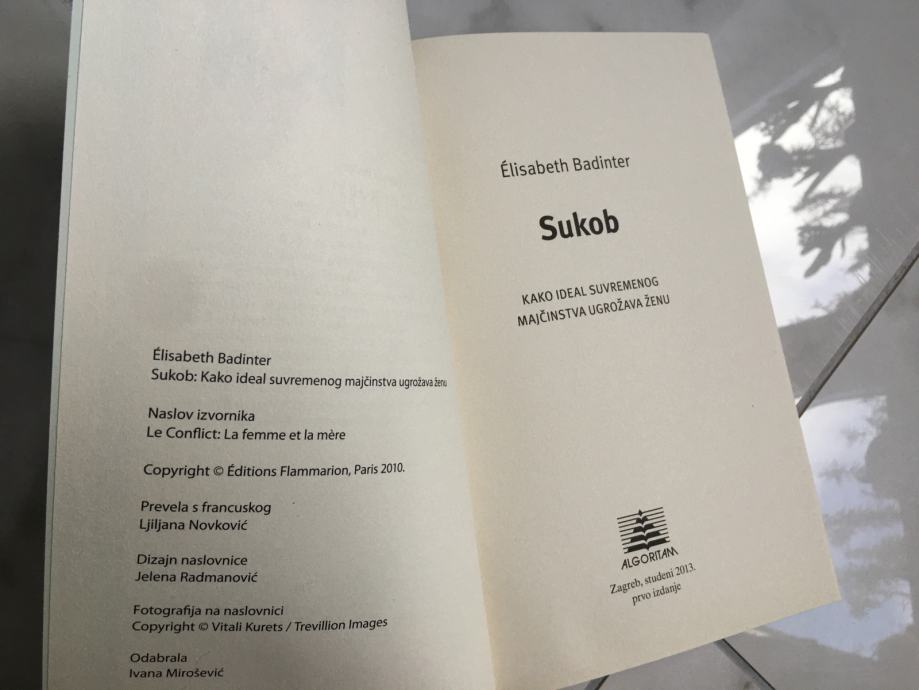 Élisabeth Badinter
Sukob: Kako ideal suvremenog majčinstva ugrožava ženu
Naslov izvornika
Le Conflict: La femme et la mère
Copyright © Éditions Flammarion, Paris 2010.
Prevela s francuskog
Ljiljana Novković
Dizajn naslovnice
Jelena Radmanović
Fotografija na naslovnici
Copyright © Vitali Kurets / Trevillion Images
Odabrala
Ivana Mirošević
Élisabeth Badinter
Sukob
KAKO IDEAL SUVREMENOG
MAJČINSTVA UGROŽAVA ŽENU
ALGORITAM
Zagreb, studeni 2013.
prvo izdanje